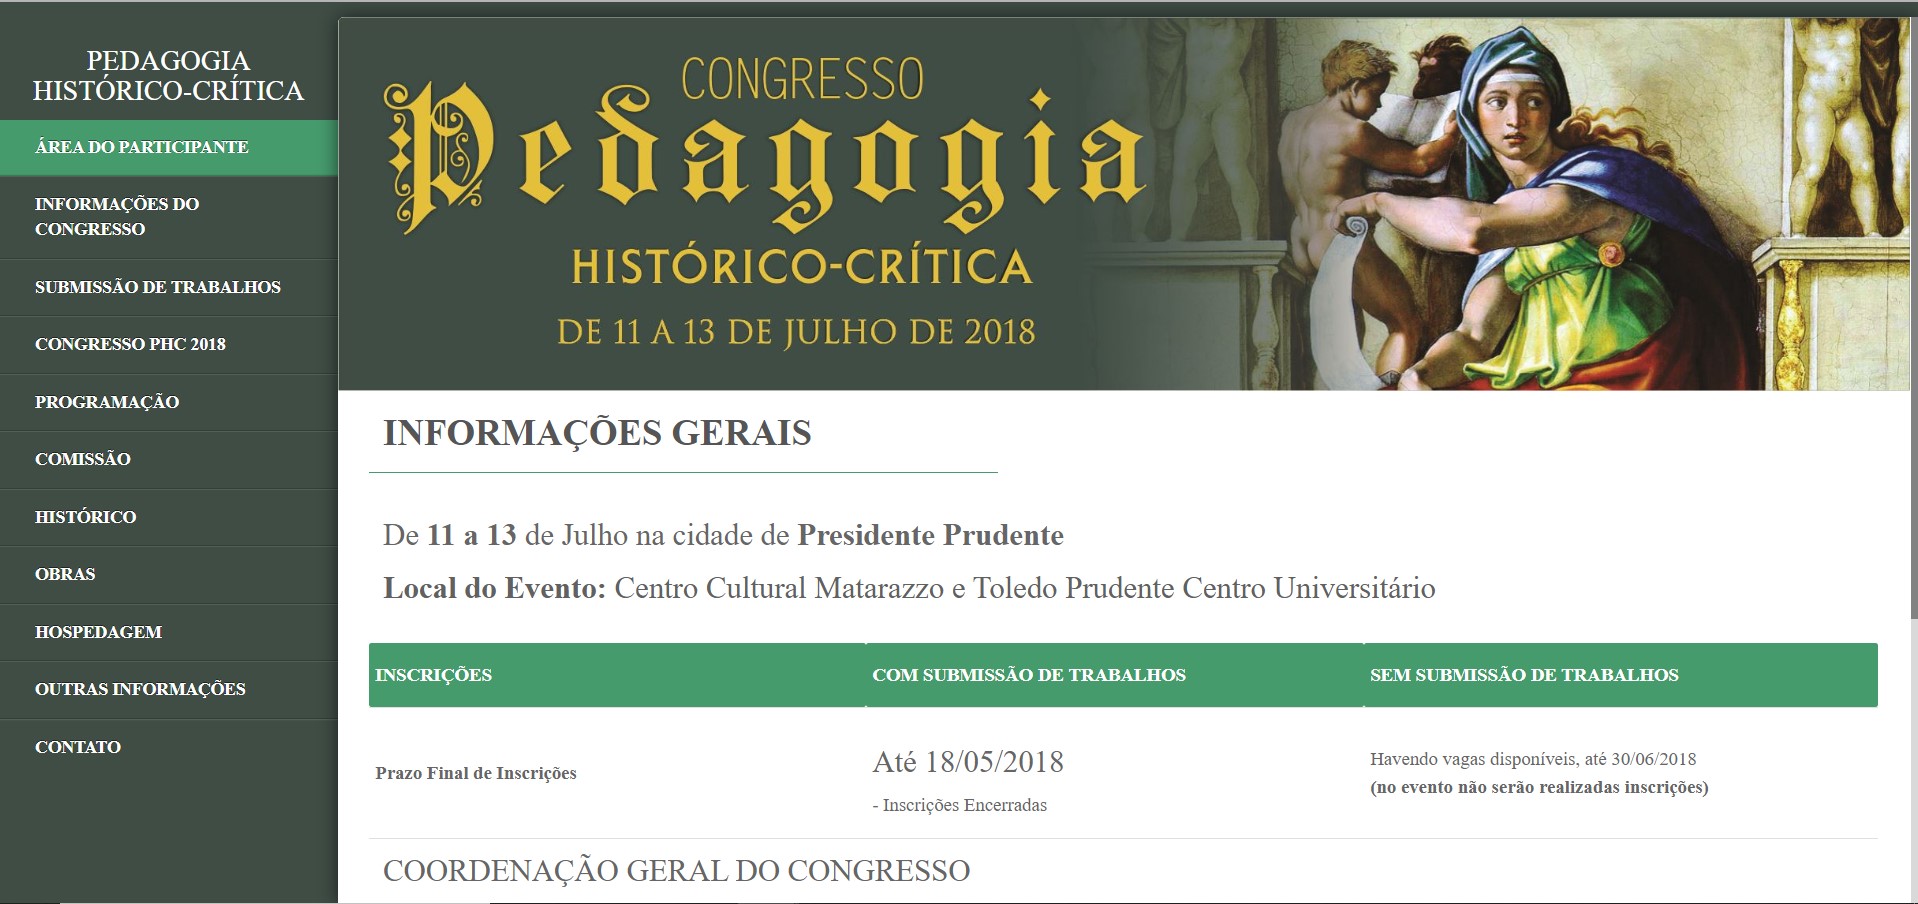 PEDAGOGIA
HISTÓRICO-CRÍTICA
ÁREA DO PARTICIPANTE
INFORMAÇÕES DO
CONGRESSO
SUBMISSÃO DE TRABALHOS
CONGRESSO PHC 2018
PROGRAMAÇÃO
COMISSÃO
HISTÓRICO
OBRAS
HOSPEDAGEM
OUTRAS INFORMAÇÕES
CONTATO
CONGRESSO
Pedagogia
HISTÓRICO-CRÍTICA
DE 11 A 13 DE JULHO DE 2018
INFORMAÇÕES GERAIS
De 11 a 13 de Julho na cidade de Presidente Prudente
Local do Evento: Centro Cultural Matarazzo e Toledo Prudente Centro Universitário
INSCRIÇÕES COM SUBMISSÃO DE TRABALHOS SEM SUBMISSÃO DE TRABALHOS
Prazo Final de Inscrições
Até 18/05/2018
- Inscrições Encerradas
Havendo vagas disponíveis, até 30/06/2018
(no evento não serão realizadas inscrições)
COORDENAÇÃO GERAL DO CONGRESSO